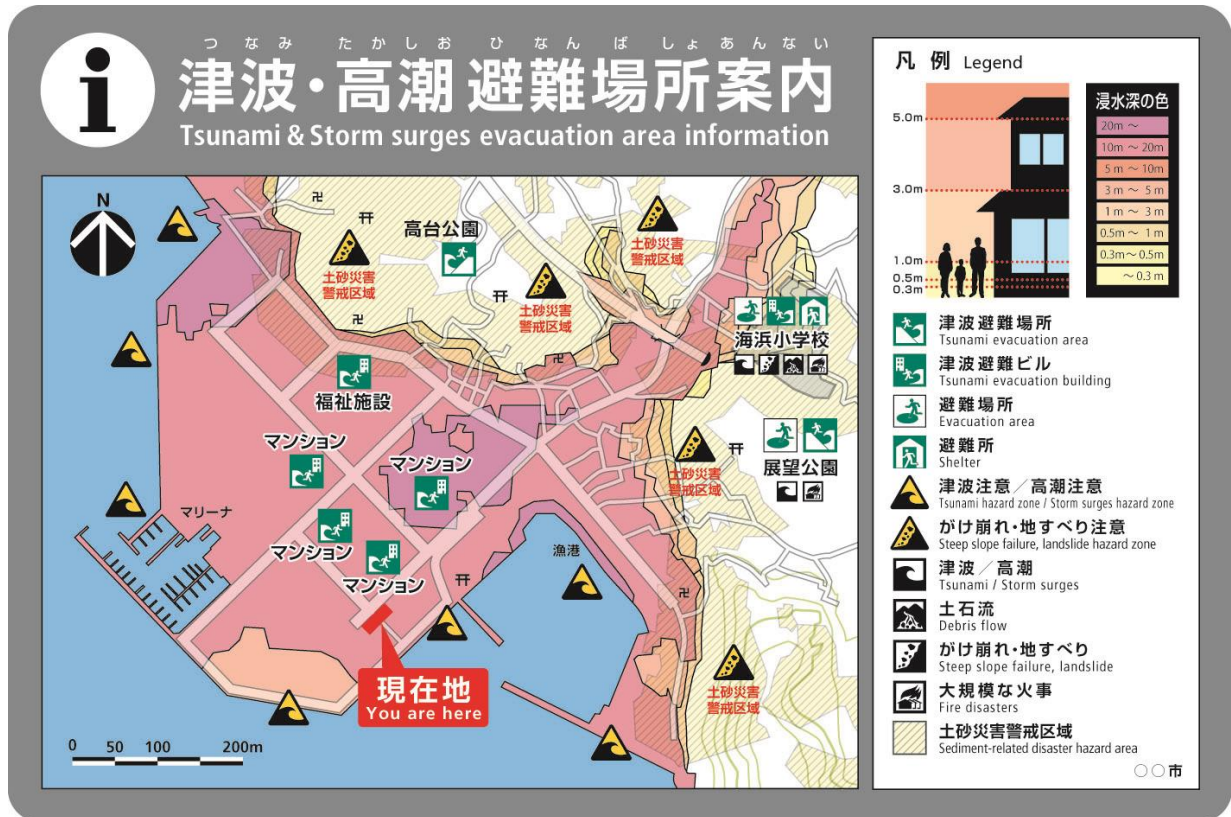 つなみ たかしお ひなんばしょあんない
津波・高潮 避難場所案内
Tsunami & Storm surges evacuation area information
N
高台公園
土砂災害
警戒区域
土砂災害
警戒区域
土砂災害
警戒区域
海浜小学校
福祉施設
マンション
マンション
展望公園
土砂災害
警戒区域
マリーナ
マンション
マンション
漁港
土砂災害
警戒区域
現在地
You are here
0 50 100 200m
凡 例 Legend
5.0m
3.0m
1.0m
0.5m
0.3m
浸水深の色
20m ~
10m ~ 20m
5 m ~ 10m
3 m ~ 5 m
1 m ~ 3 m
0.5m ~ 1 m
0.3m~ 0.5m
~ 0.3 m
津波避難場所
Tsunami evacuation area
津波避難ビル
Tsunami evacuation building
避難場所
Evacuation area
避難所
Shelter
津波注意/高潮注意
Tsunami hazard zone / Storm surges hazard zone
がけ崩れ・地すべり注意
Steep slope failure, landslide hazard zone
津波/高潮
Tsunami / Storm surges
土石流
Debris flow
がけ崩れ・地すべり
Steep slope failure, landslide
大規模な火事
Fire disasters
土砂災害警戒区域
Sediment-related disaster hazard area
○○市